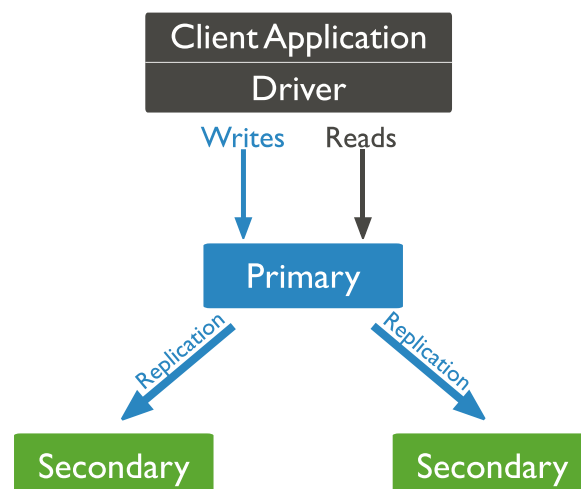 Client Application
Driver
Writes
Reads
Primary
Replication
Replication
Secondary
Secondary